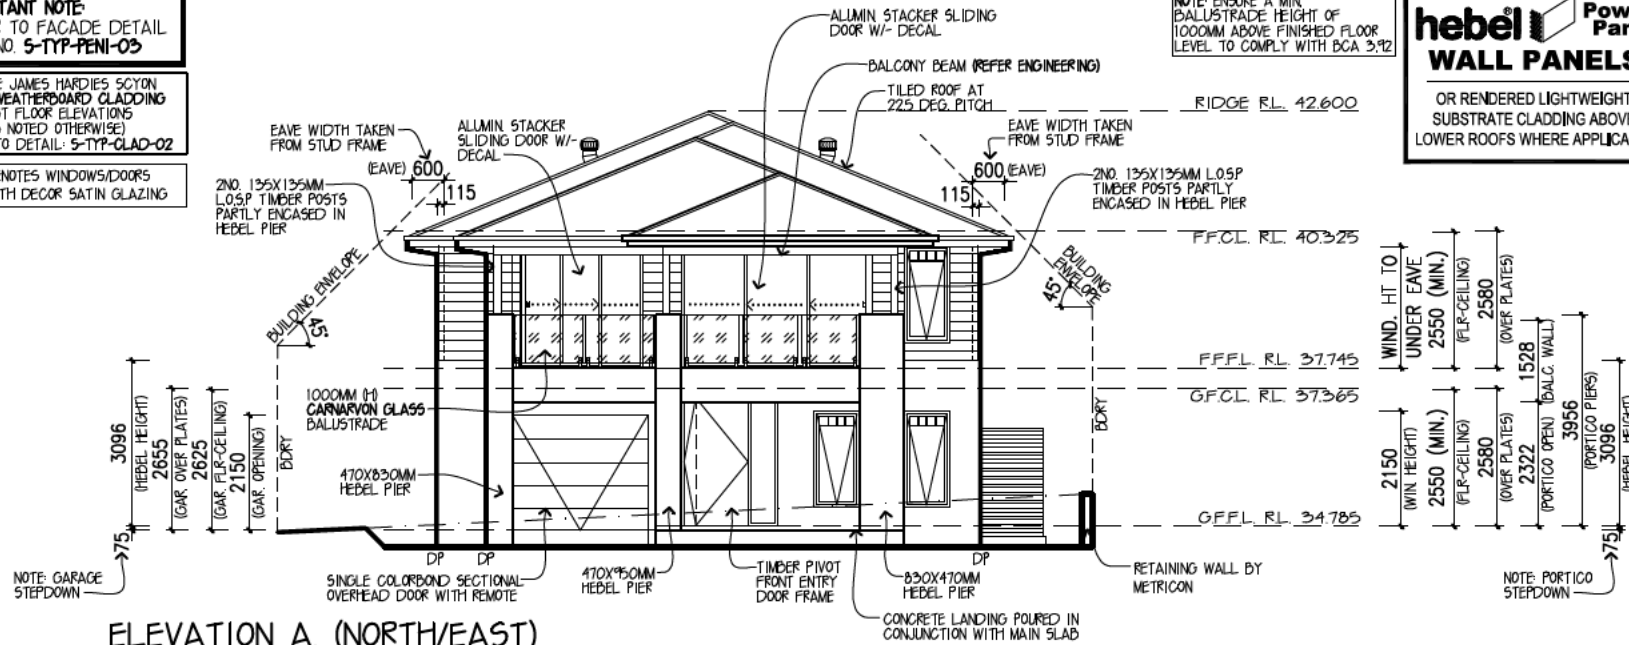 TANT NOTE:
TO FACADE DETAIL
NO. S-TYP-PENI-03
JAMES HARDIES SCYON
WEATHERBOARD CLADDING
FLOOR ELEVATIONS
NOTED OTHERWISE)
TO DETAIL: S-TYP-CLAD-02
ENOTES WINDOWS/DOORS
TH DECOR SATIN GLAZING
EAVE WIDTH TAKEN
FROM STUD FRAME
(EAVE) 600
115
2NO. 135X135MM
L.O.S.P TIMBER POSTS
PARTLY ENCASED IN
HEBEL PIER
ALUMIN. STACKER
SLIDING DOOR W/-
DECAL
ALUMIN. STACKER SLIDING
DOOR W/- DECAL
BALCONY BEAM (REFER ENGINEERING)
TILED ROOF AT
22.5 DEG. PITCH
EAVE WIDTH TAKEN
FROM STUD FRAME
600 (EAVE)
115
2NO. 135X135MM L.O.S.P
TIMBER POSTS PARTLY
ENCASED IN HEBEL PIER
NOTE: ENSURE A MIN.
BALUSTRADE HEIGHT OF
1000MM ABOVE FINISHED FLOOR
LEVEL TO COMPLY WITH BCA 3.9.2
hebel
Pow
Pan
WALL PANELS
OR RENDERED LIGHTWEIGHT
SUBSTRATE CLADDING ABOV
LOWER ROOFS WHERE APPLICA
RIDGE R.L. 42.600
F.F.C.L. R.L. 40.325
F.F.F.L. R.L. 37.745
G.F.C.L. R.L. 37.365
G.F.F.L. R.L. 34.785
BUILDING ENVELOPE
45°
BUILDING
ENVELOPE
45°
BDRY
BDRY
3096
(HEBEL HEIGHT)
2655
(GAR. OVER PLATES)
2625
(GAR. FLR-CEILING)
2150
(GAR. OPENING)
75
NOTE: GARAGE
STEPDOWN
1000MM (H)
CARNARVON GLASS
BALUSTRADE
470X830MM
HEBEL PIER
DP
DP
DP
SINGLE COLORBOND SECTIONAL
OVERHEAD DOOR WITH REMOTE
470X950MM
HEBEL PIER
TIMBER PIVOT
FRONT ENTRY
DOOR FRAME
830X470MM
HEBEL PIER
CONCRETE LANDING POURED IN
CONJUNCTION WITH MAIN SLAB
RETAINING WALL BY
METRICON
WIND. HT TO
UNDER EAVE
2550 (MIN.)
(FLR-CEILING)
2580
(OVER PLATES)
1528
(BALC. WALL)
2150
(WIN. HEIGHT)
2550 (MIN.)
(FLR-CEILING)
2580
(OVER PLATES)
2322
(PORTICO OPEN.)
3956
(PORTICO PIERS)
3096
(HEBEL HEIGHT)
75
NOTE: PORTICO
STEPDOWN
ELEVATION A (NORTH/EAST)